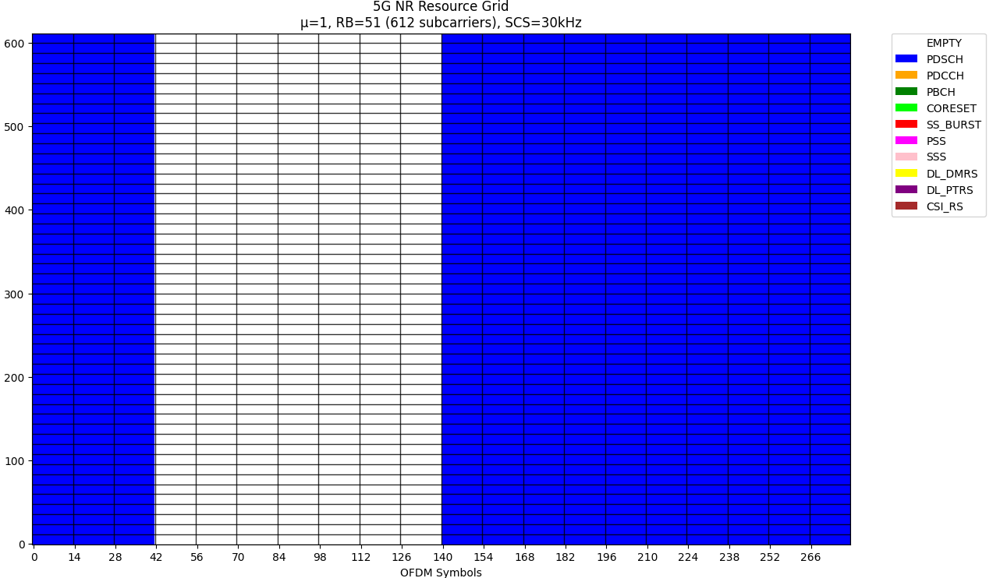 5G NR Resource Grid
μ=1, RB=51 (612 subcarriers), SCS=30kHz
600
500
400
300
200
100
0
0 14 28 42 56 70 84 98 112 126 140 154 168 182 196 210 224 238 252 266
OFDM Symbols
EMPTY
PDSCH
PDCCH
PBCH
CORESET
SS_BURST
PSS
SSS
DL_DMRS
DL_PTRS
CSI_RS